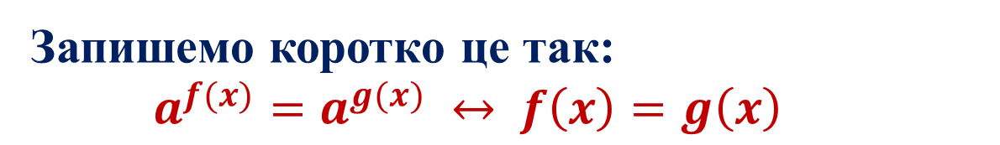 Запишемо коротко це так:
a^{f(x)} = a^{g(x)} ↔ f(x) = g(x)